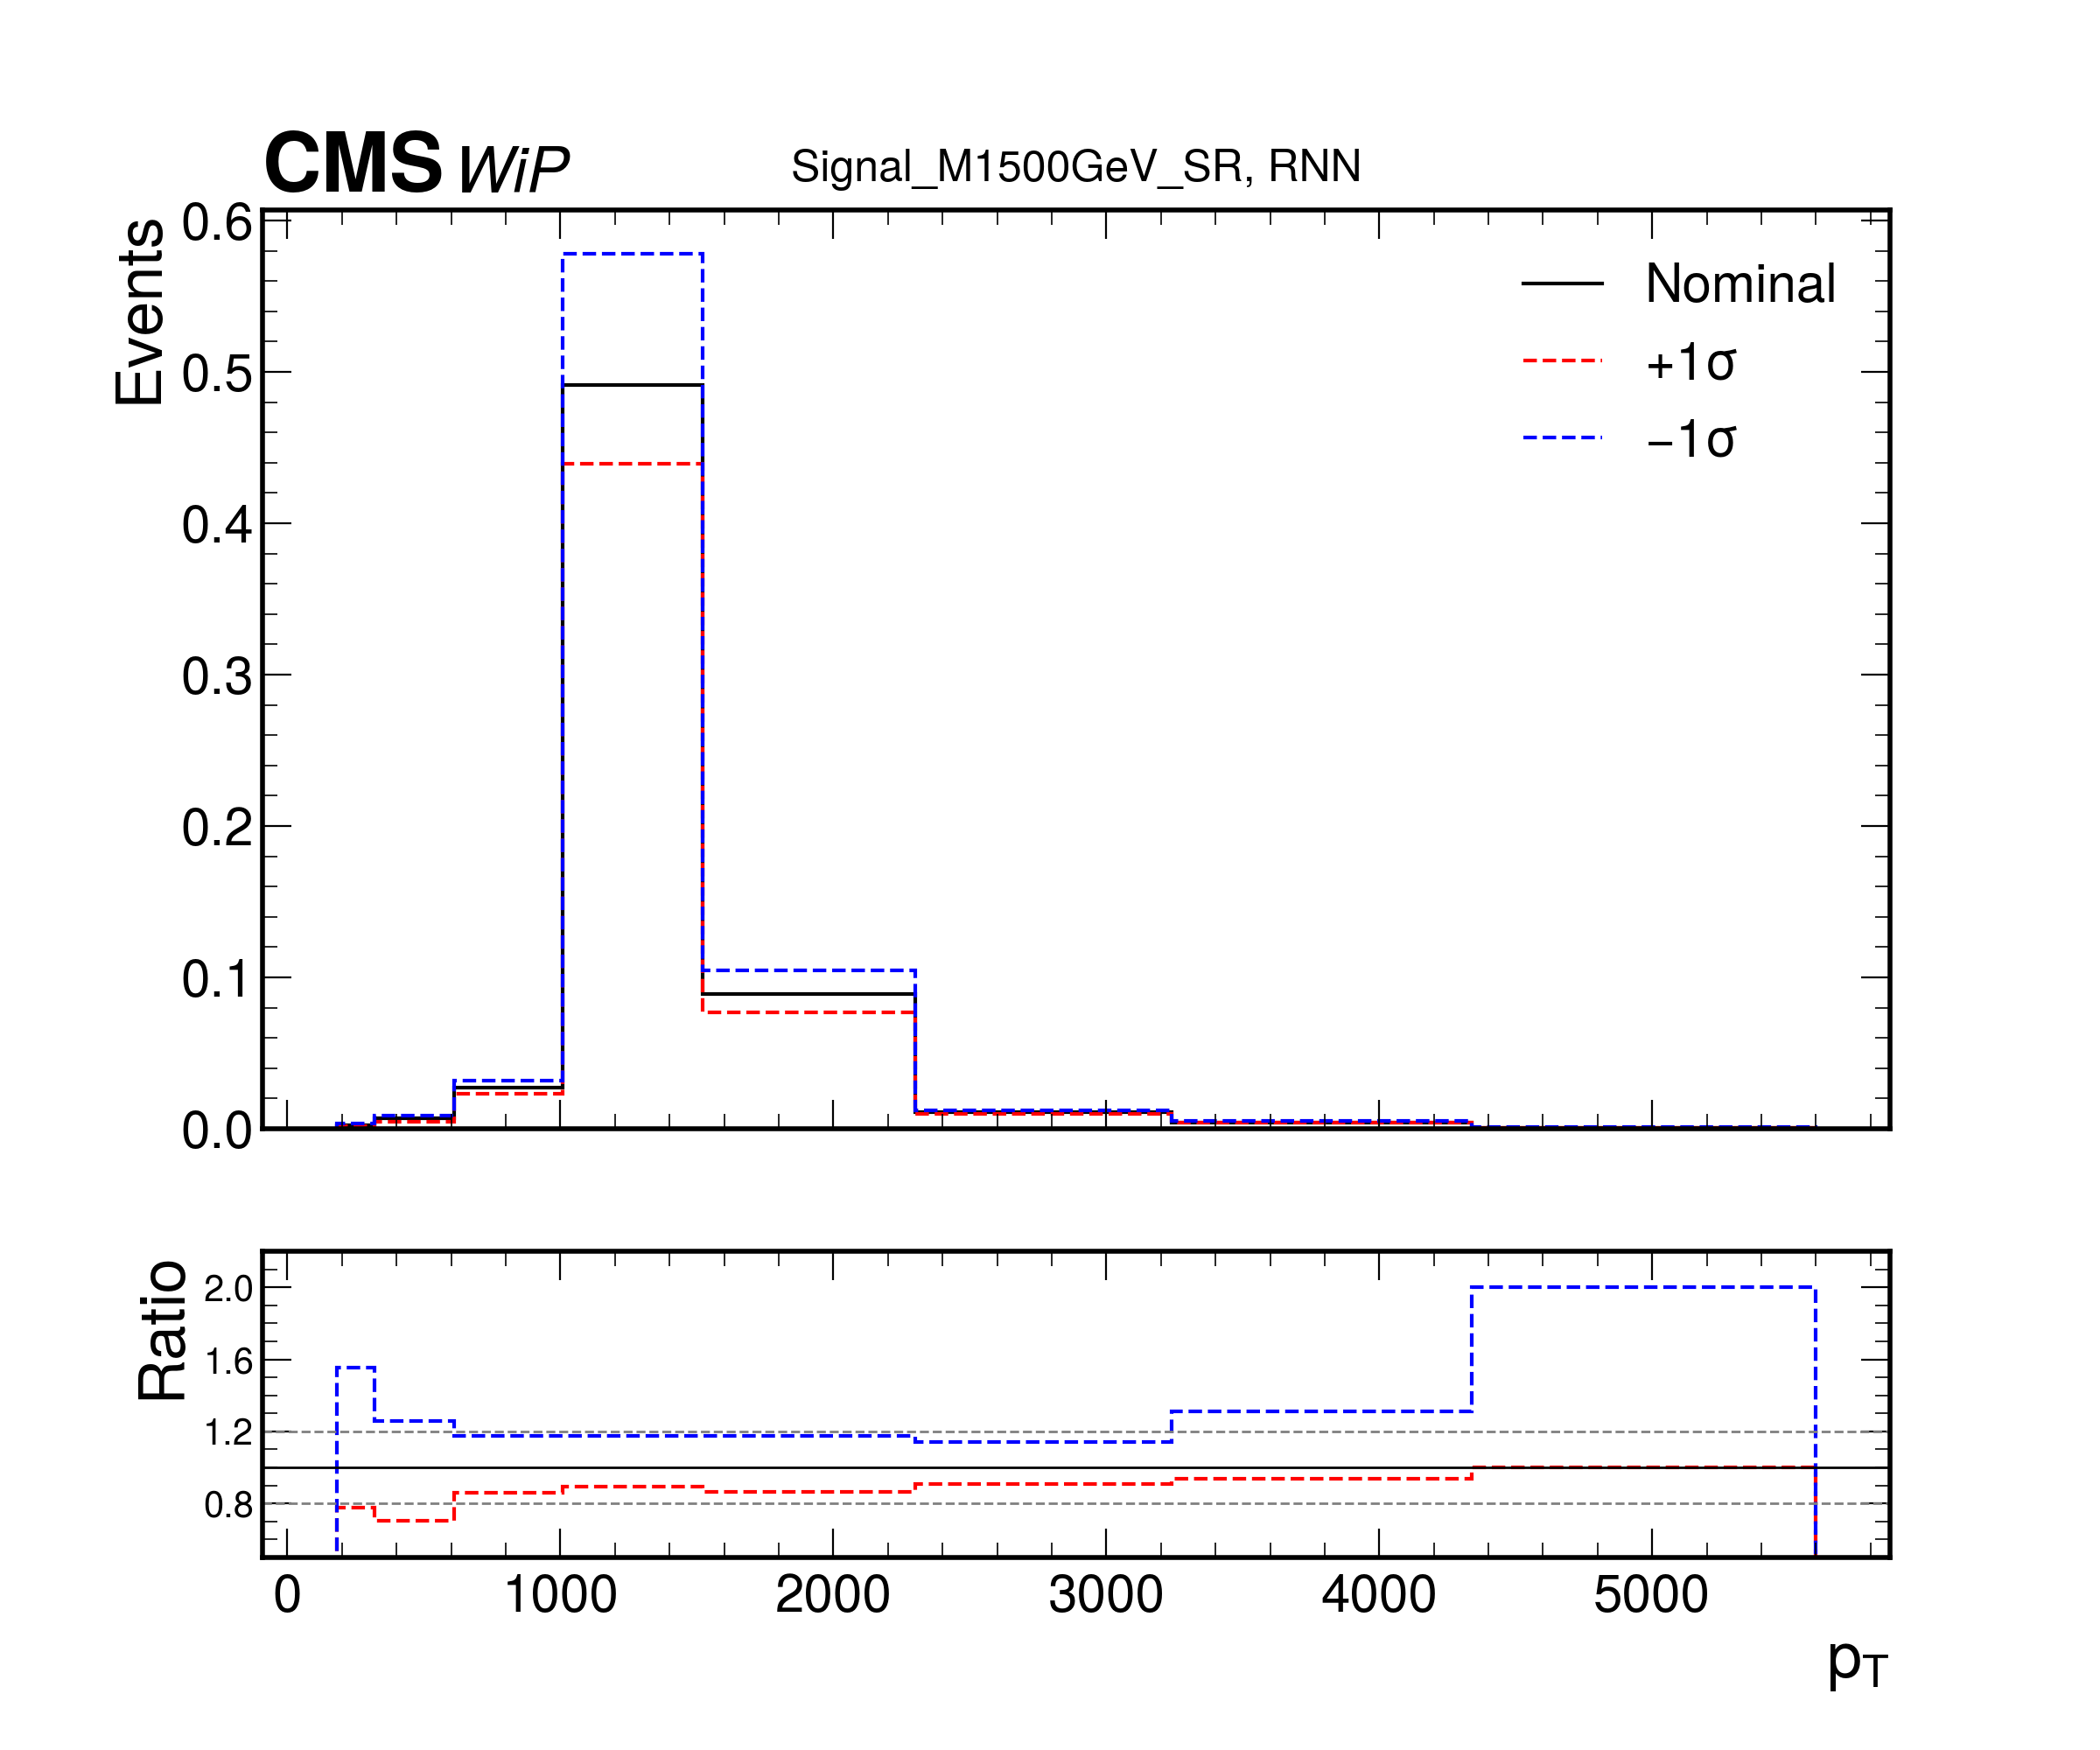 CMS WiP Signal_M1500GeV_SR, RNN
Events
0.6
0.5
0.4
0.3
0.2
0.1
0.0
Nominal
+1σ
−1σ
Ratio
2.0
1.6
1.2
0.8
0 1000 2000 3000 4000 5000
pT